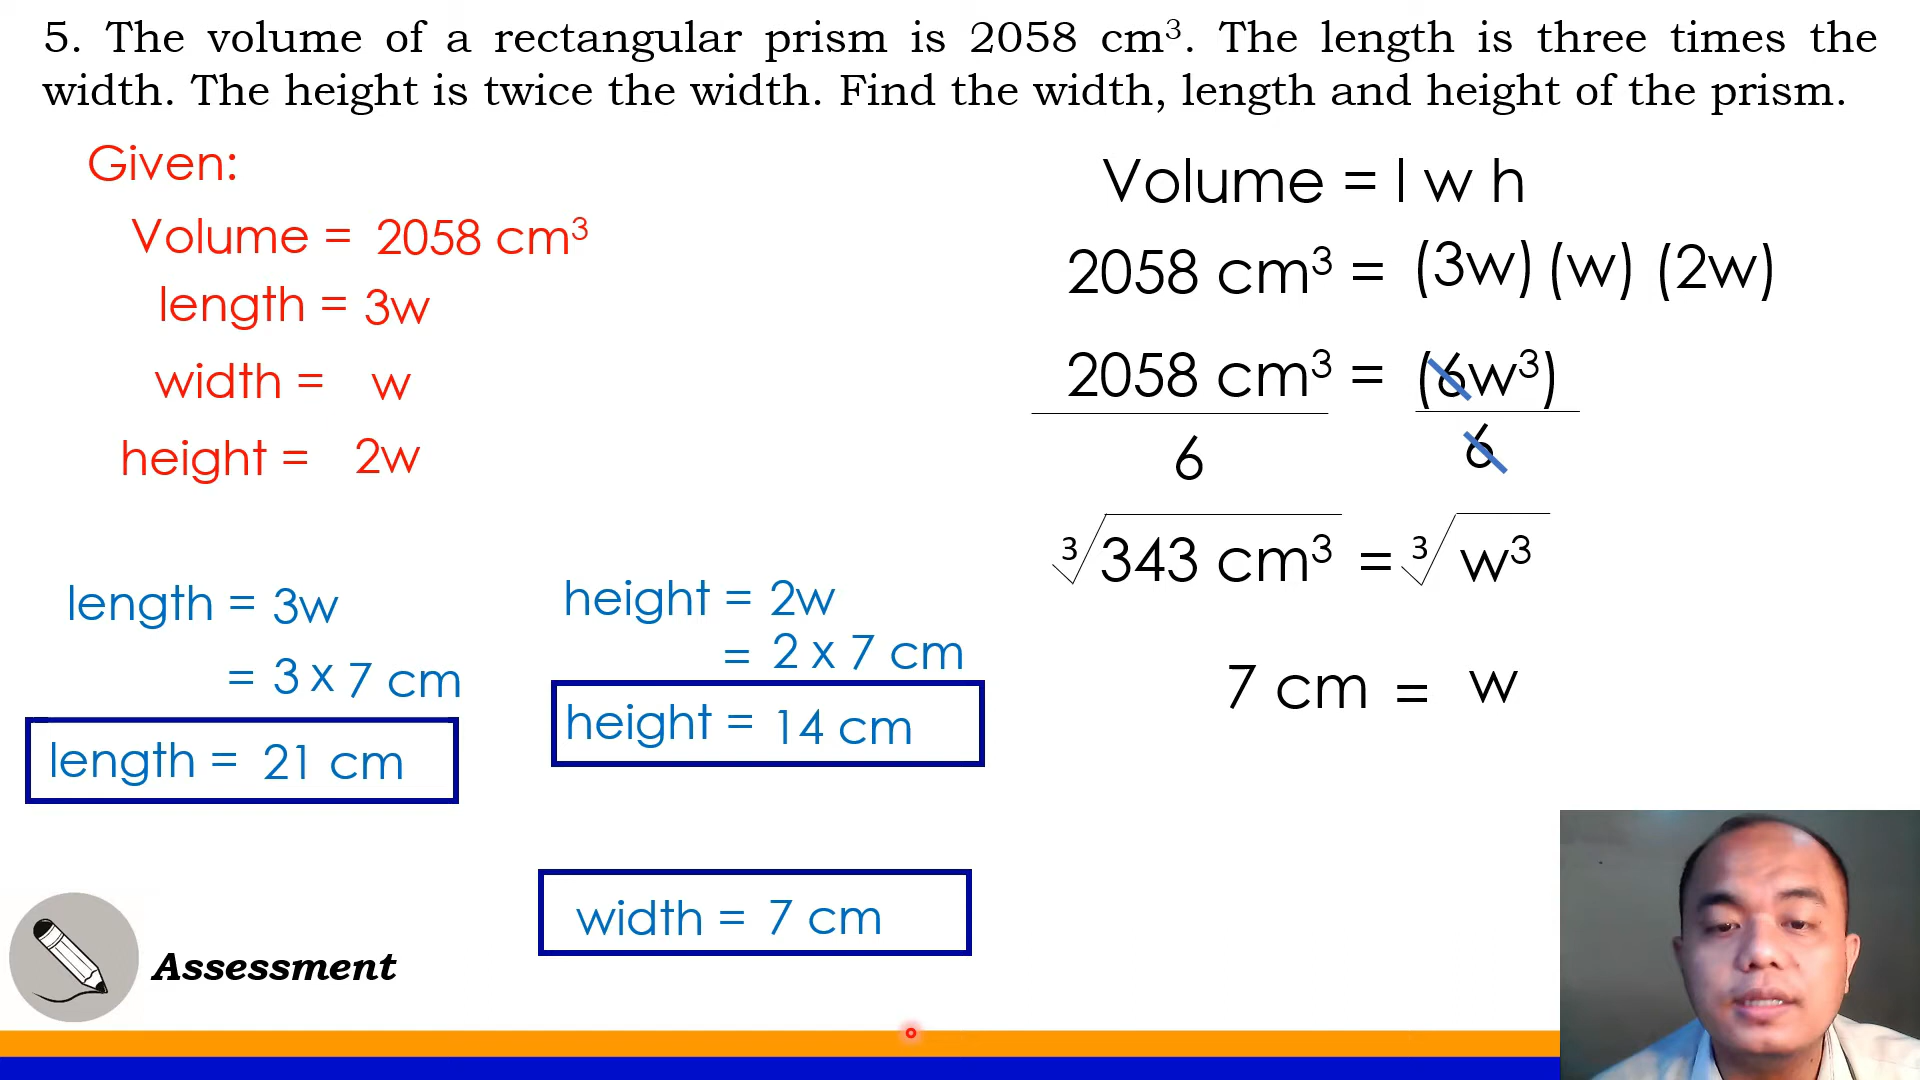 5. The volume of a rectangular prism is 2058 cm³. The length is three times the
width. The height is twice the width. Find the width, length and height of the prism.
Given:
Volume = 2058 cm³
length = 3w
width = w
height = 2w
Volume = l w h
2058 cm³ = (3w) (w) (2w)
2058 cm³ = (6w³)
6 6
³√343 cm³ = ³√w³
7 cm = w
length = 3w
= 3 x 7 cm
length = 21 cm
height = 2w
= 2 x 7 cm
height = 14 cm
width = 7 cm
Assessment